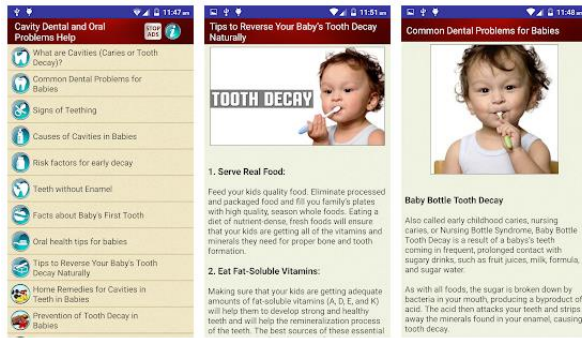 11:47 am
Cavity Dental and Oral
Problems Help
STOP
ADS
What are Cavities (Caries or Tooth
Decay)?
Common Dental Problems for
Babies
Signs of Teething
Causes of Cavities in Babies
Risk factors for early decay
Teeth without Enamel
Facts about Baby's First Tooth
Oral health tips for babies
Tips to Reverse Your Baby's Tooth
Decay Naturally
Home Remedies for Cavities in
Teeth in Babies
Prevention of Tooth Decay in
Babies
11:51 am
Tips to Reverse Your Baby's Tooth Decay
Naturally
TOOTH DECAY
1. Serve Real Food:
Feed your kids quality food. Eliminate processed
and packaged food and fill you family's plates
with high quality, season whole foods. Eating a
diet of nutrient-dense, fresh foods will ensure
that your kids are getting all of the vitamins and
minerals they need for proper bone and tooth
formation.
2. Eat Fat-Soluble Vitamins:
Making sure that your kids are getting adequate
amounts of fat-soluble vitamins (A, D, E, and K)
will help them to develop strong and healthy
teeth and will help the remineralization process
of the teeth. The best sources of these essential
11:48 am
Common Dental Problems for Babies
Baby Bottle Tooth Decay
Also called early childhood caries, nursing
caries, or Nursing Bottle Syndrome, Baby Bottle
Tooth Decay is a result of a babys's teeth
coming in frequent, prolonged contact with
sugary drinks, such as fruit juices, milk, formula,
and sugar water.
As with all foods, the sugar is broken down by
bacteria in your mouth, producing a byproduct of
acid. The acid then attacks your teeth and strips
away the minerals found in your enamel, causing
tooth decay.